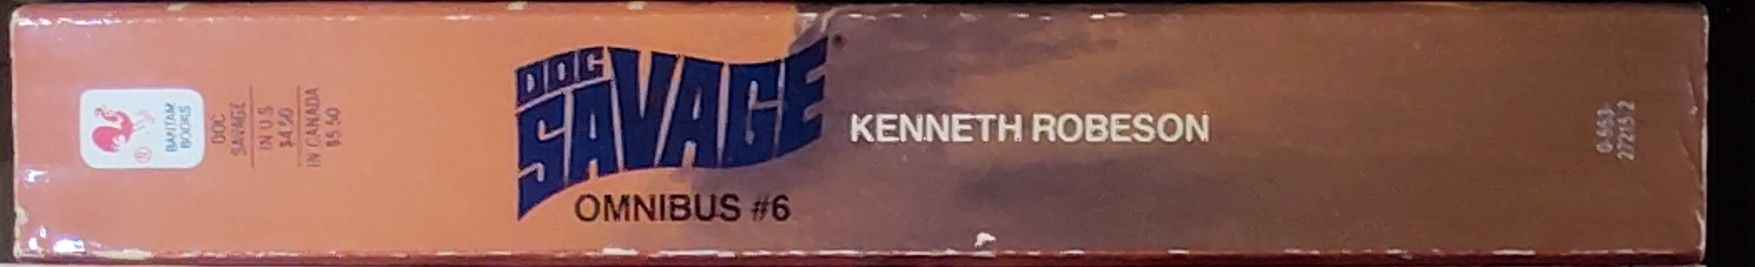 BANTAM
BOOKS
DOC
SAVAGE
IN U.S.
$4.50
IN CANADA
$5.50
DOC
SAVAGE®
OMNIBUS #6
KENNETH ROBESON
0-553-
27215-2